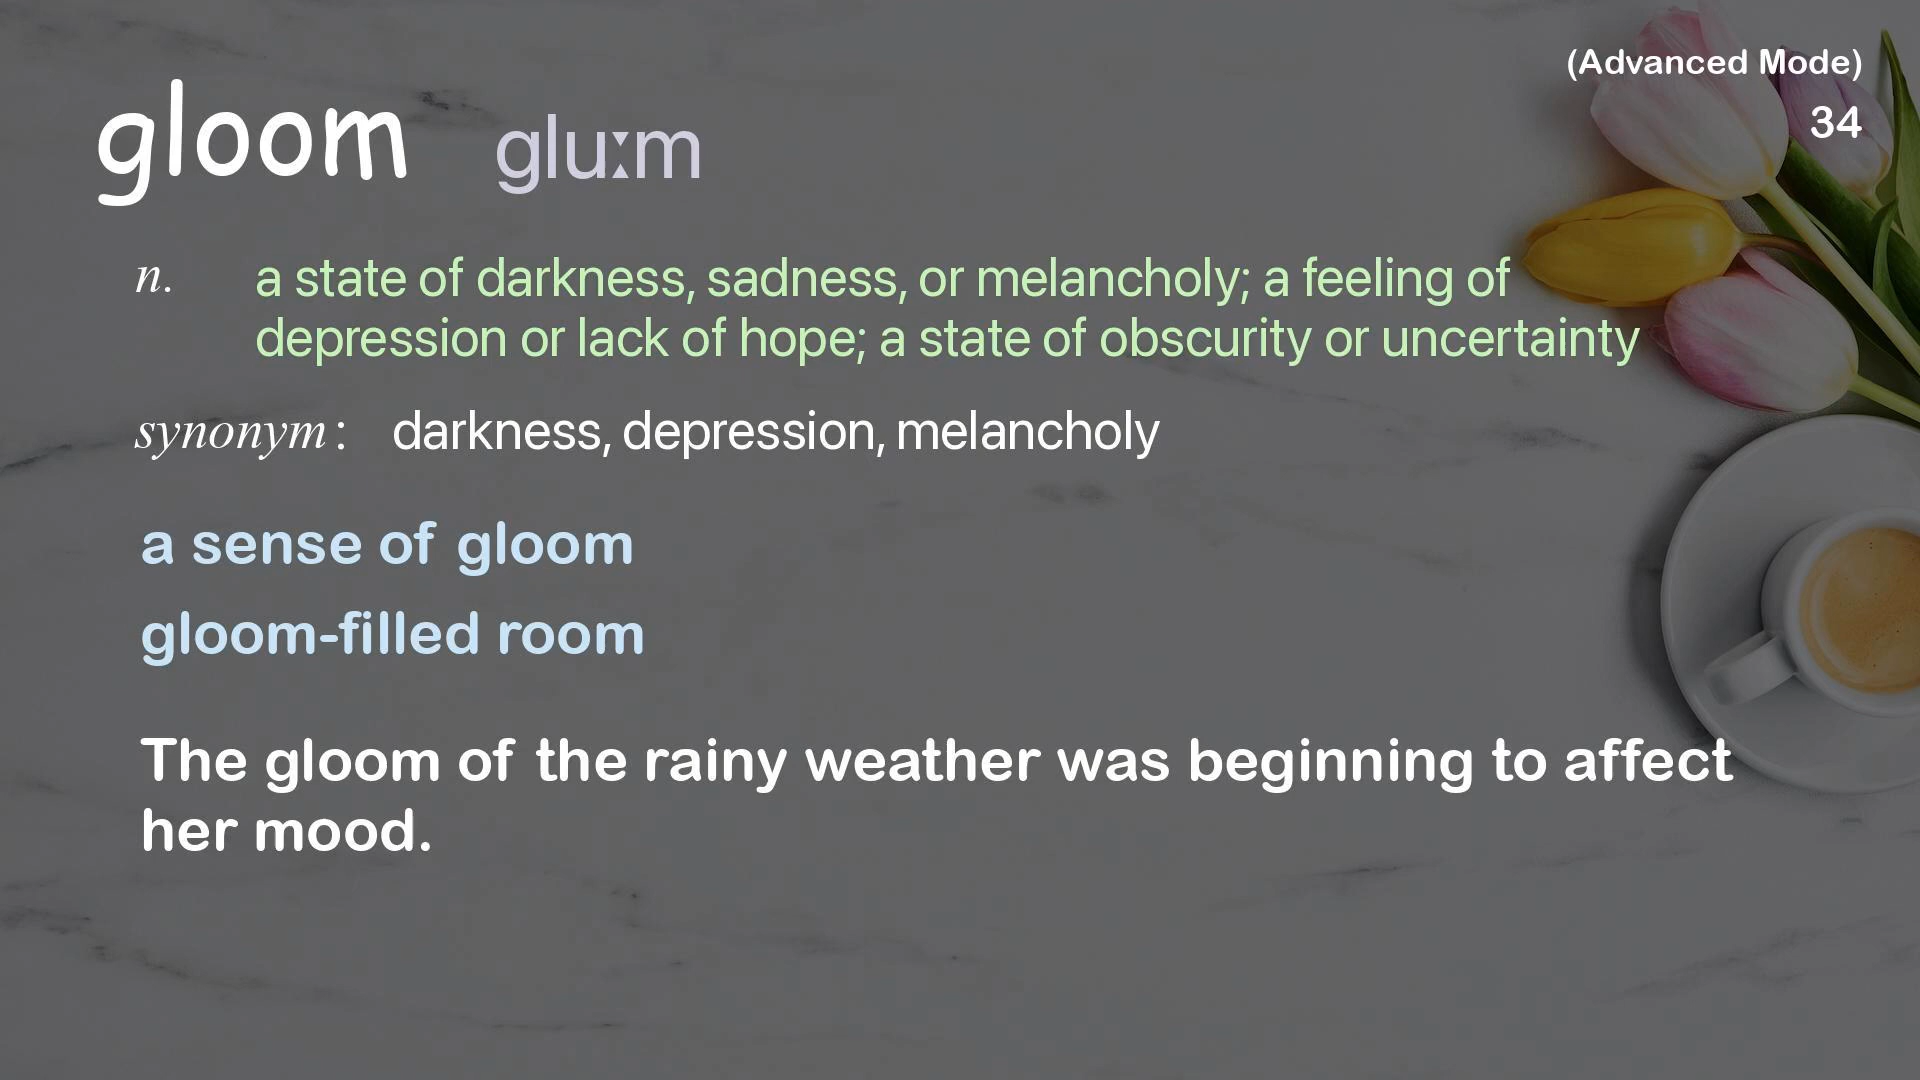 (Advanced Mode)
34
gloom gluːm
n. a state of darkness, sadness, or melancholy; a feeling of
depression or lack of hope; a state of obscurity or uncertainty
synonym: darkness, depression, melancholy
a sense of gloom
gloom-filled room
The gloom of the rainy weather was beginning to affect
her mood.